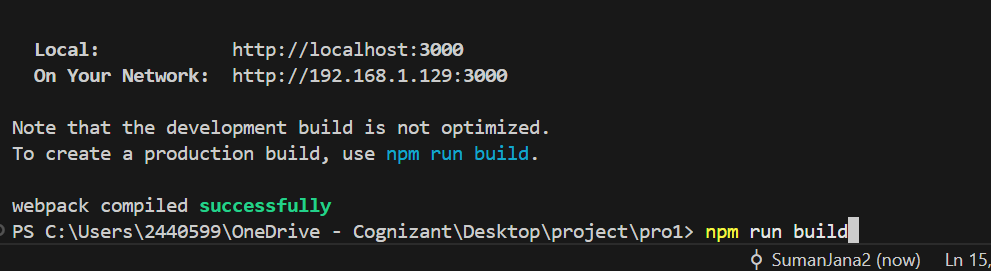 Local: http://localhost:3000
On Your Network: http://192.168.1.129:3000
Note that the development build is not optimized.
To create a production build, use npm run build.
webpack compiled successfully
PS C:\Users\2440599\OneDrive - Cognizant\Desktop\project\pro1> npm run build
SumanJana2 (now) Ln 15,